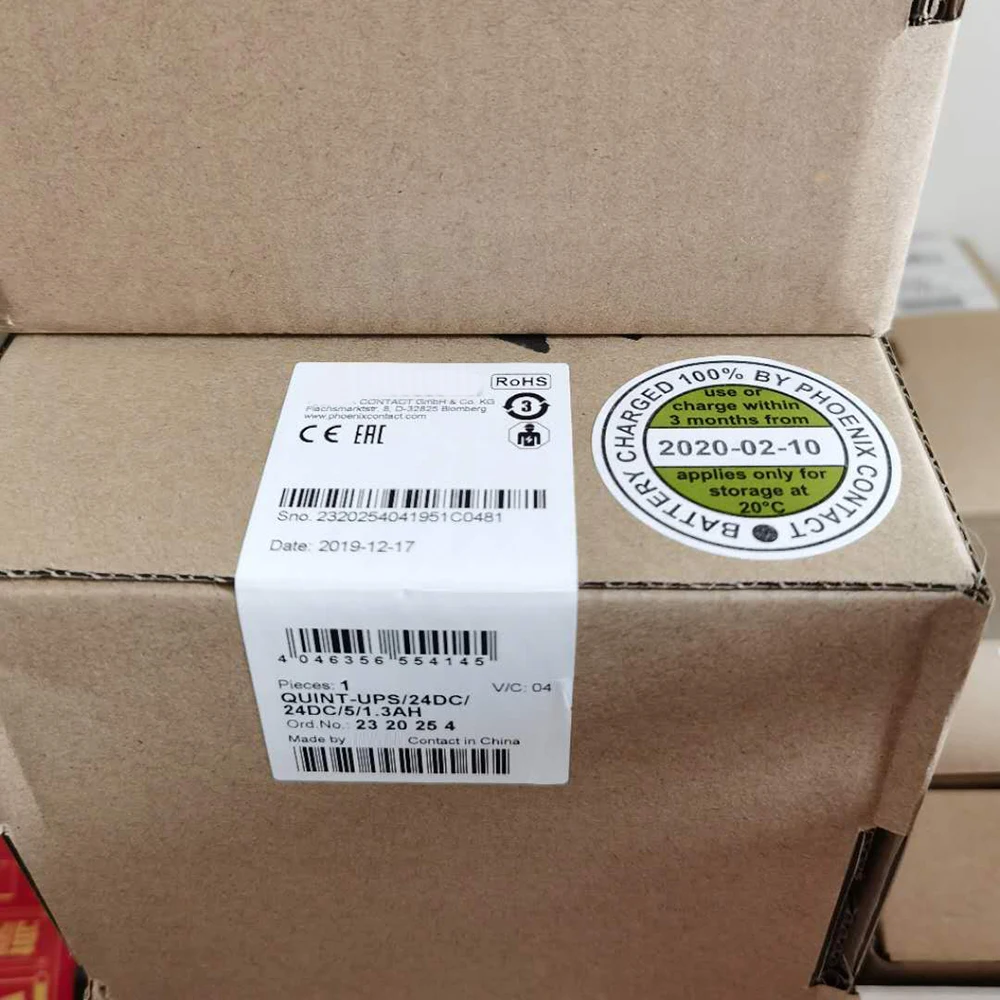 RoHS
CONTACT GmbH & Co. KG
Flachsmarktstr. 8, D-32825 Blomberg
www.phoenixcontact.com
3
CE EAC
Sno. 2320254041951C0481
Date: 2019-12-17
4 046356 554145
Pieces: 1
V/C: 04
QUINT-UPS/24DC/
24DC/5/1.3AH
Ord.No.: 23 20 25 4
Made by Contact in China
BATTERY CHARGED 100% BY PHOENIX CONTACT
use or
charge within
3 months from
2020-02-10
applies only for
storage at
20°C